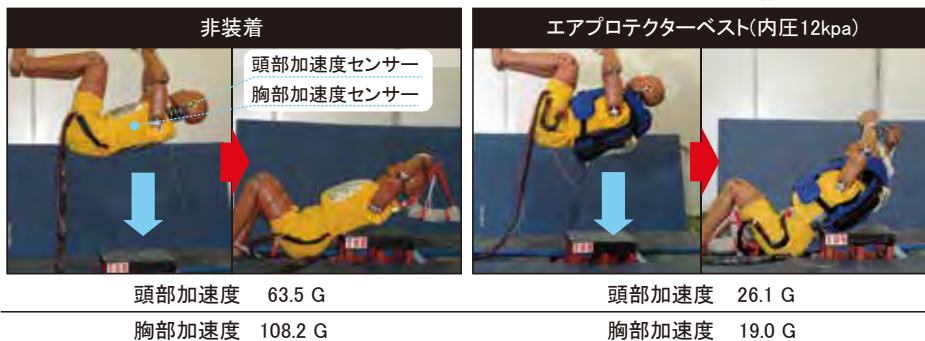 非装着
エアプロテクターベスト(内圧12kpa)
頭部加速度センサー
胸部加速度センサー
頭部加速度 63.5 G
頭部加速度 26.1 G
胸部加速度 108.2 G
胸部加速度 19.0 G